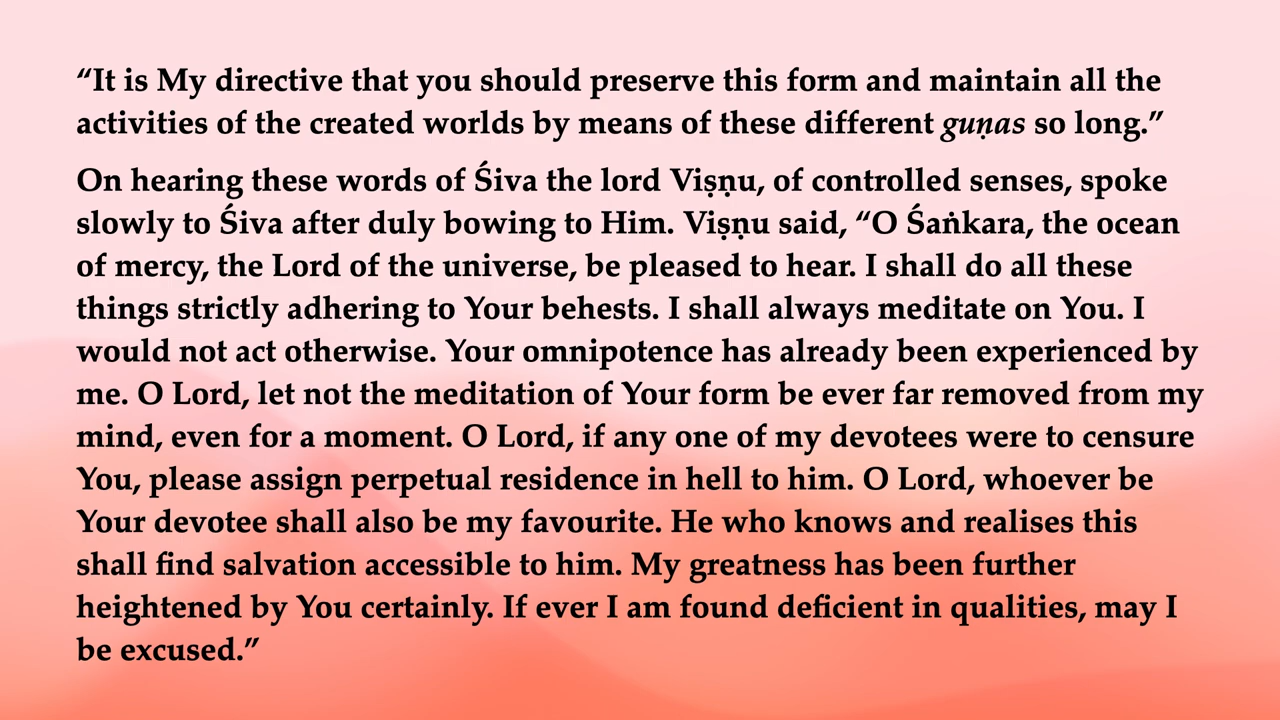 “It is My directive that you should preserve this form and maintain all the
activities of the created worlds by means of these different guṇas so long.”
On hearing these words of Śiva the lord Viṣṇu, of controlled senses, spoke
slowly to Śiva after duly bowing to Him. Viṣṇu said, “O Śaṅkara, the ocean
of mercy, the Lord of the universe, be pleased to hear. I shall do all these
things strictly adhering to Your behests. I shall always meditate on You. I
would not act otherwise. Your omnipotence has already been experienced by
me. O Lord, let not the meditation of Your form be ever far removed from my
mind, even for a moment. O Lord, if any one of my devotees were to censure
You, please assign perpetual residence in hell to him. O Lord, whoever be
Your devotee shall also be my favourite. He who knows and realises this
shall find salvation accessible to him. My greatness has been further
heightened by You certainly. If ever I am found deficient in qualities, may I
be excused.”